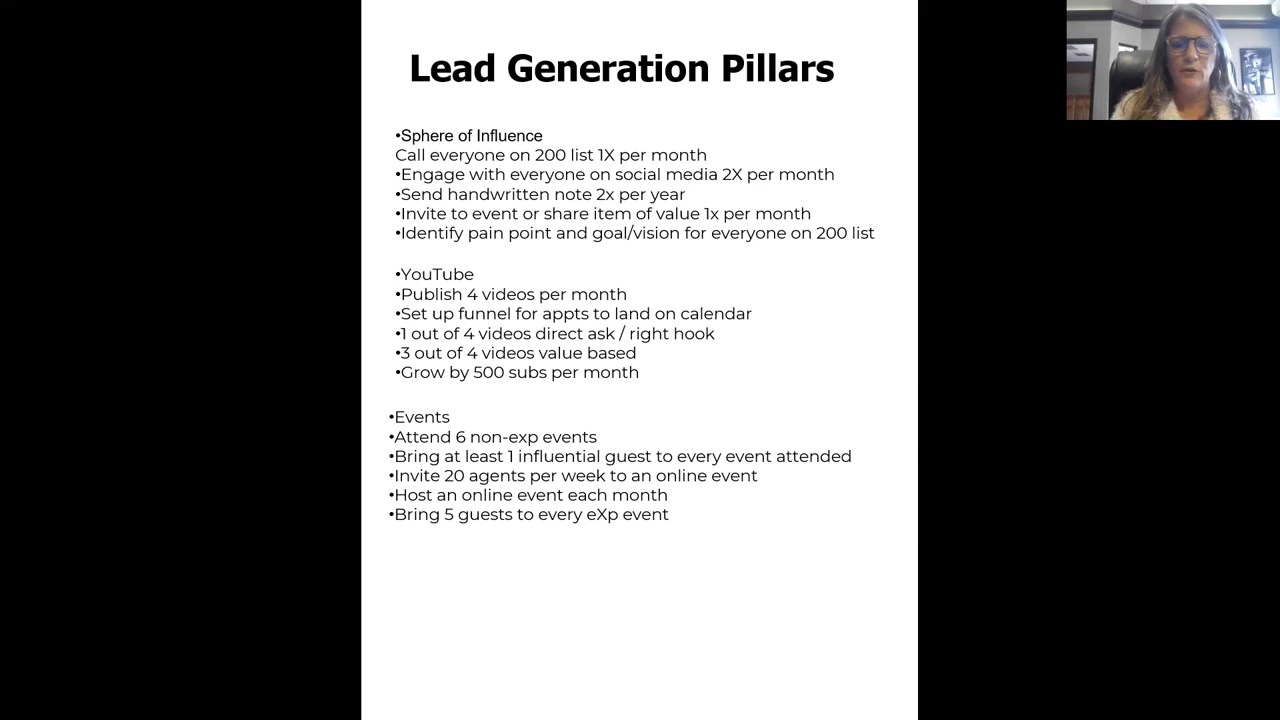 Lead Generation Pillars
•Sphere of Influence
Call everyone on 200 list 1X per month
•Engage with everyone on social media 2X per month
•Send handwritten note 2x per year
•Invite to event or share item of value 1x per month
•Identify pain point and goal/vision for everyone on 200 list
•YouTube
•Publish 4 videos per month
•Set up funnel for appts to land on calendar
•1 out of 4 videos direct ask / right hook
•3 out of 4 videos value based
•Grow by 500 subs per month
•Events
•Attend 6 non-exp events
•Bring at least 1 influential guest to every event attended
•Invite 20 agents per week to an online event
•Host an online event each month
•Bring 5 guests to every eXp event